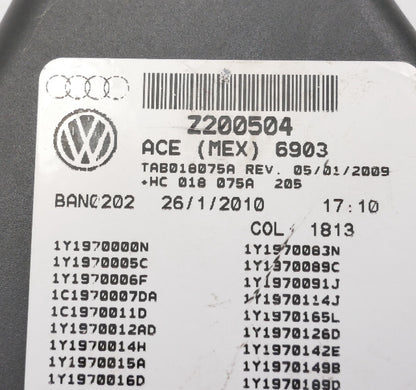 Z200504
ACE (MEX) 6903
TAB018075A REV. 05/01/2009
+HC 018 075A 205
BAN0202 26/1/2010 17:10
COL 1813
1Y1970000N 1Y1970083N
1Y1970005C 1Y1970089C
1Y1970006F 1Y1970091J
1C1970007DA 1Y1970114J
1C1970011D 1Y1970165L
1Y1970012AD 1Y1970126D
1Y1970014H 1Y1970142E
1Y1970015A 1Y1970149B
1Y1970016D 1Y1970189D